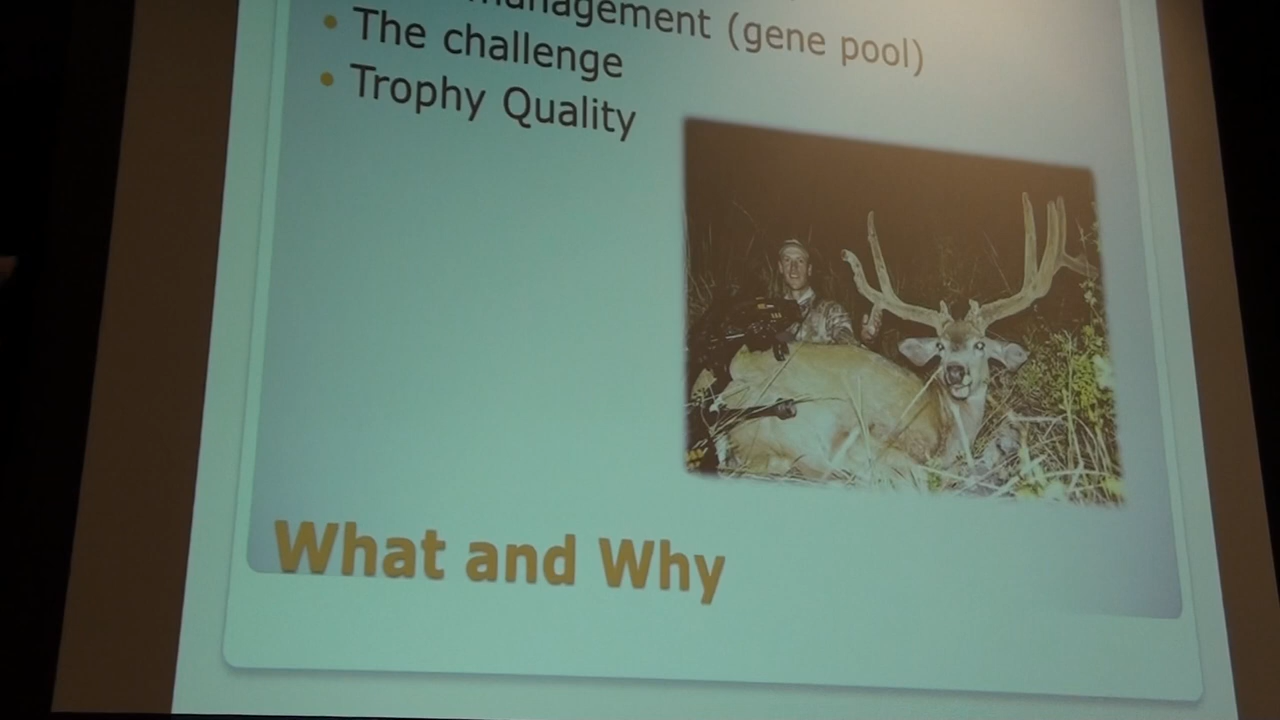 management (gene pool)
• The challenge
• Trophy Quality
What and Why